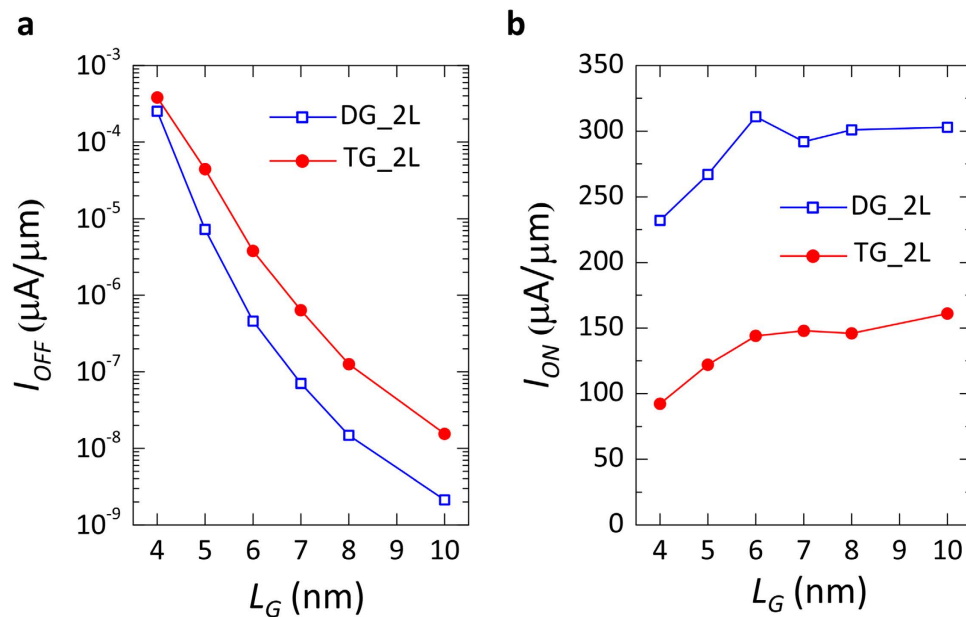 a
10⁻³
10⁻⁴
10⁻⁵
10⁻⁶
10⁻⁷
10⁻⁸
10⁻⁹
I_OFF (μA/μm)
DG_2L
TG_2L
4 5 6 7 8 9 10
L_G (nm)
b
350
300
250
200
150
100
50
0
I_ON (μA/μm)
DG_2L
TG_2L
4 5 6 7 8 9 10
L_G (nm)